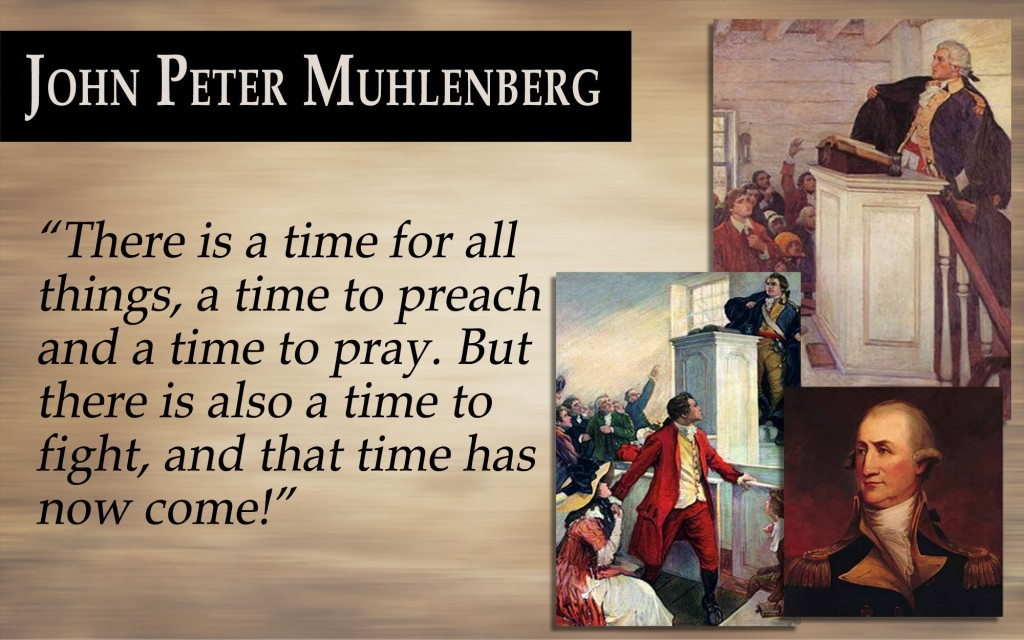 John Peter Muhlenberg
“There is a time for all
things, a time to preach
and a time to pray. But
there is also a time to
fight, and that time has
now come!”